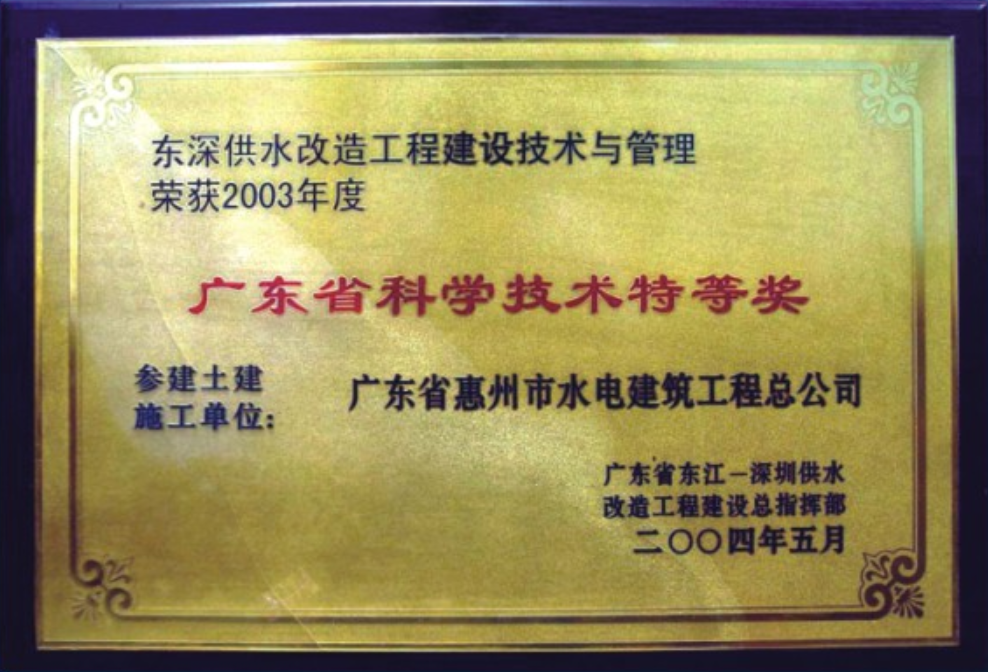 东深供水改造工程建设技术与管理
荣获2003年度
广东省科学技术特等奖
参建土建
施工单位:
广东省惠州市水电建筑工程总公司
广东省东江－深圳供水
改造工程建设总指挥部
二〇〇四年五月